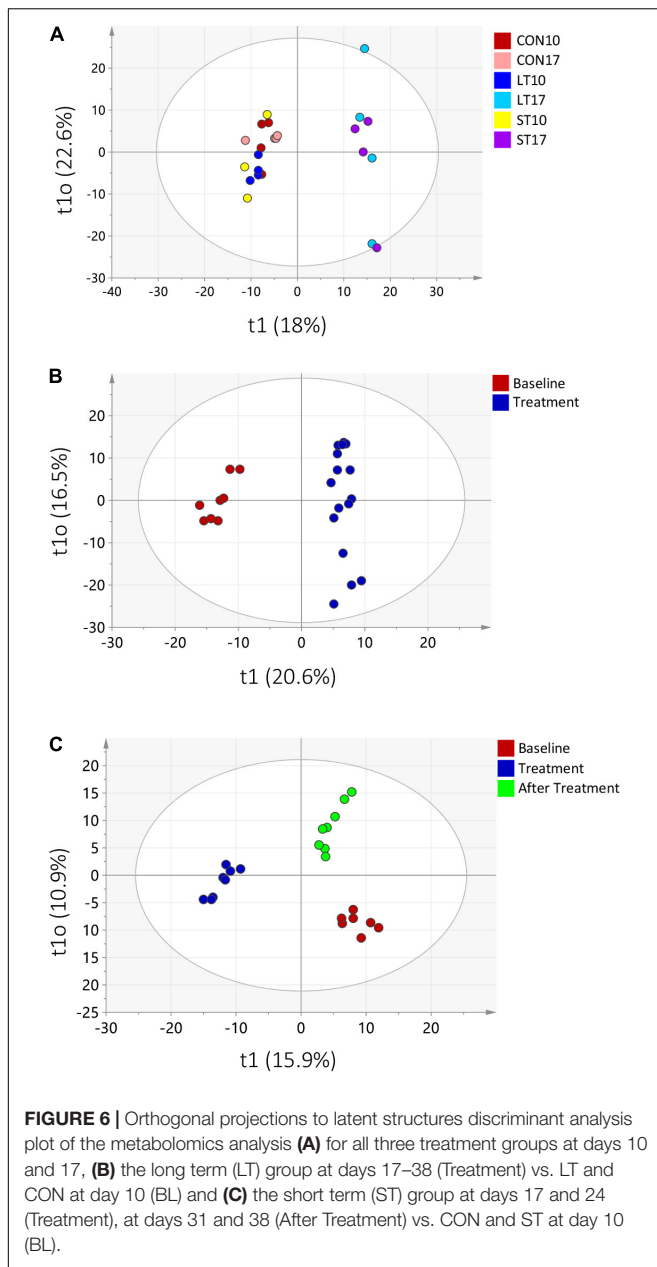 A
CON10
CON17
LT10
LT17
ST10
ST17
20
10
0
-10
-20
-30
-40
-30
-20
-10
0
10
20
30
t1o (22.6%)
t1 (18%)
B
Baseline
Treatment
20
10
0
-10
-20
-30
-30
-20
-10
0
10
20
t1o (16.5%)
t1 (20.6%)
C
Baseline
Treatment
After Treatment
20
15
10
5
0
-5
10
15
20
-25
-30
-20
-10
0
10
20
t1o (10.9%)
t1 (15.9%)
FIGURE 6 | Orthogonal projections to latent structures discriminant analysis
plot of the metabolomics analysis (A) for all three treatment groups at days 10
and 17, (B) the long term (LT) group at days 17–38 (Treatment) vs. LT and
CON at day 10 (BL) and (C) the short term (ST) group at days 17 and 24
(Treatment), at days 31 and 38 (After Treatment) vs. CON and ST at day 10
(BL).